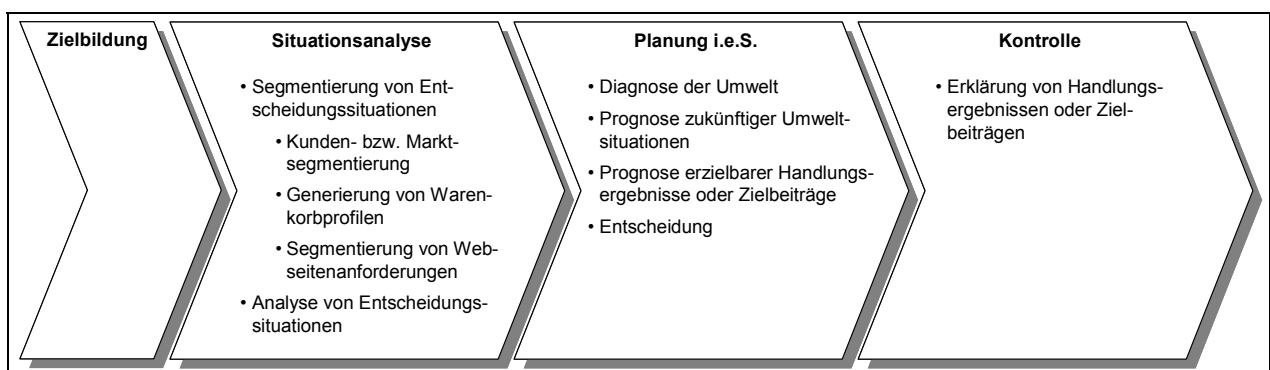 Zielbildung
Situationsanalyse
• Segmentierung von Ent-
scheidungssituationen
• Kunden- bzw. Markt-
segmentierung
• Generierung von Waren-
korbprofilen
• Segmentierung von Web-
seitenanforderungen
• Analyse von Entscheidungs-
situationen
Planung i.e.S.
• Diagnose der Umwelt
• Prognose zukünftiger Umwelt-
situationen
• Prognose erzielbarer Handlungs-
ergebnisse oder Zielbeiträge
• Entscheidung
Kontrolle
• Erklärung von Handlungs-
ergebnissen oder Ziel-
beiträgen